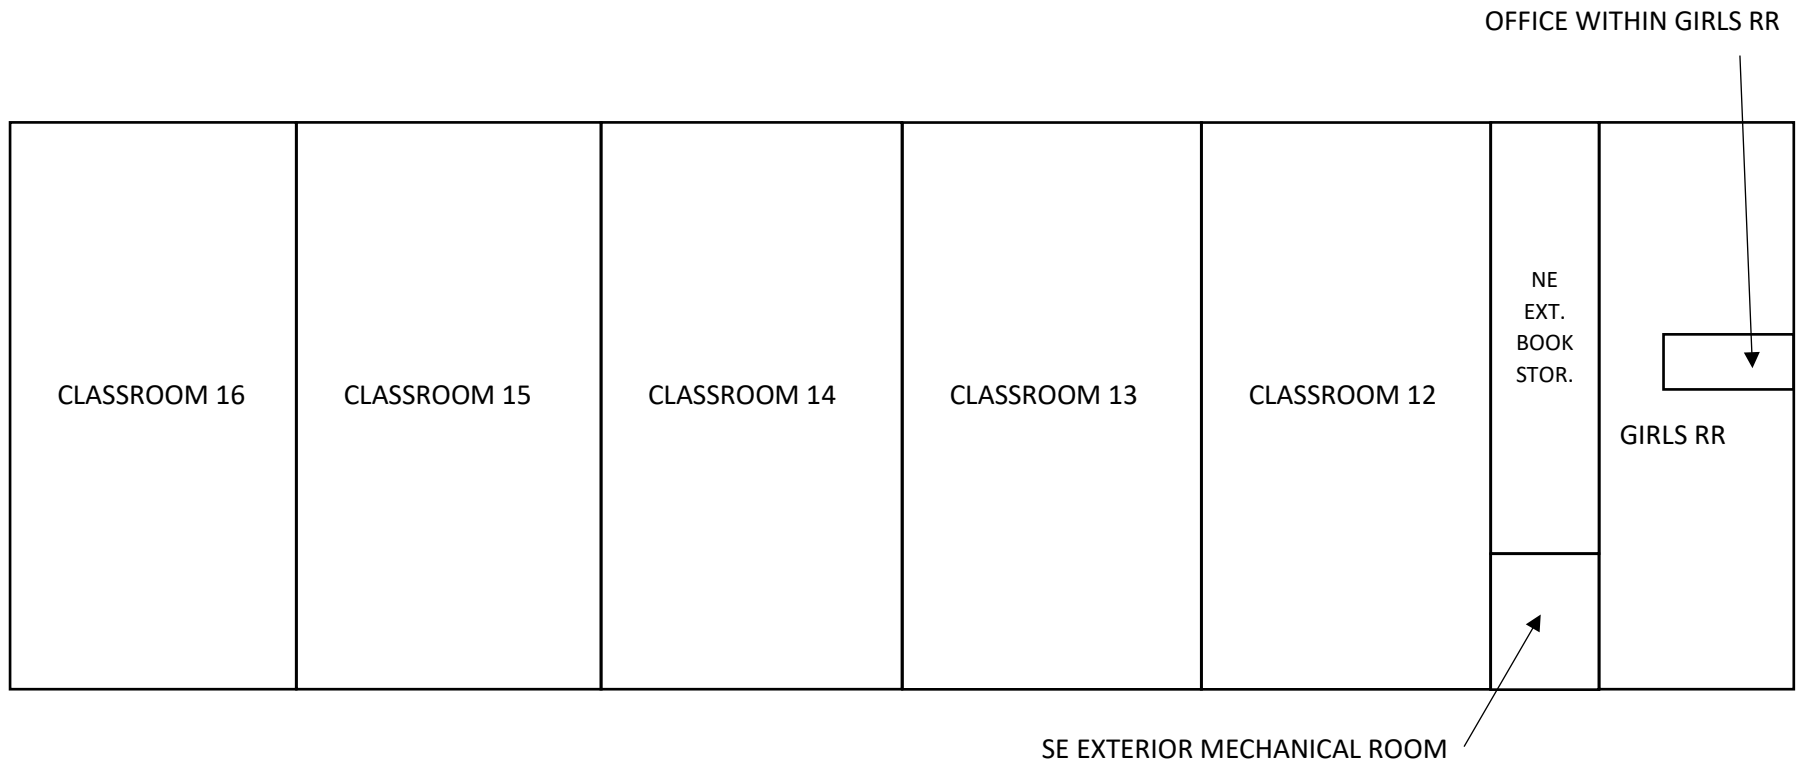 OFFICE WITHIN GIRLS RR
CLASSROOM 16
CLASSROOM 15
CLASSROOM 14
CLASSROOM 13
CLASSROOM 12
NE
EXT.
BOOK
STOR.
GIRLS RR
SE EXTERIOR MECHANICAL ROOM